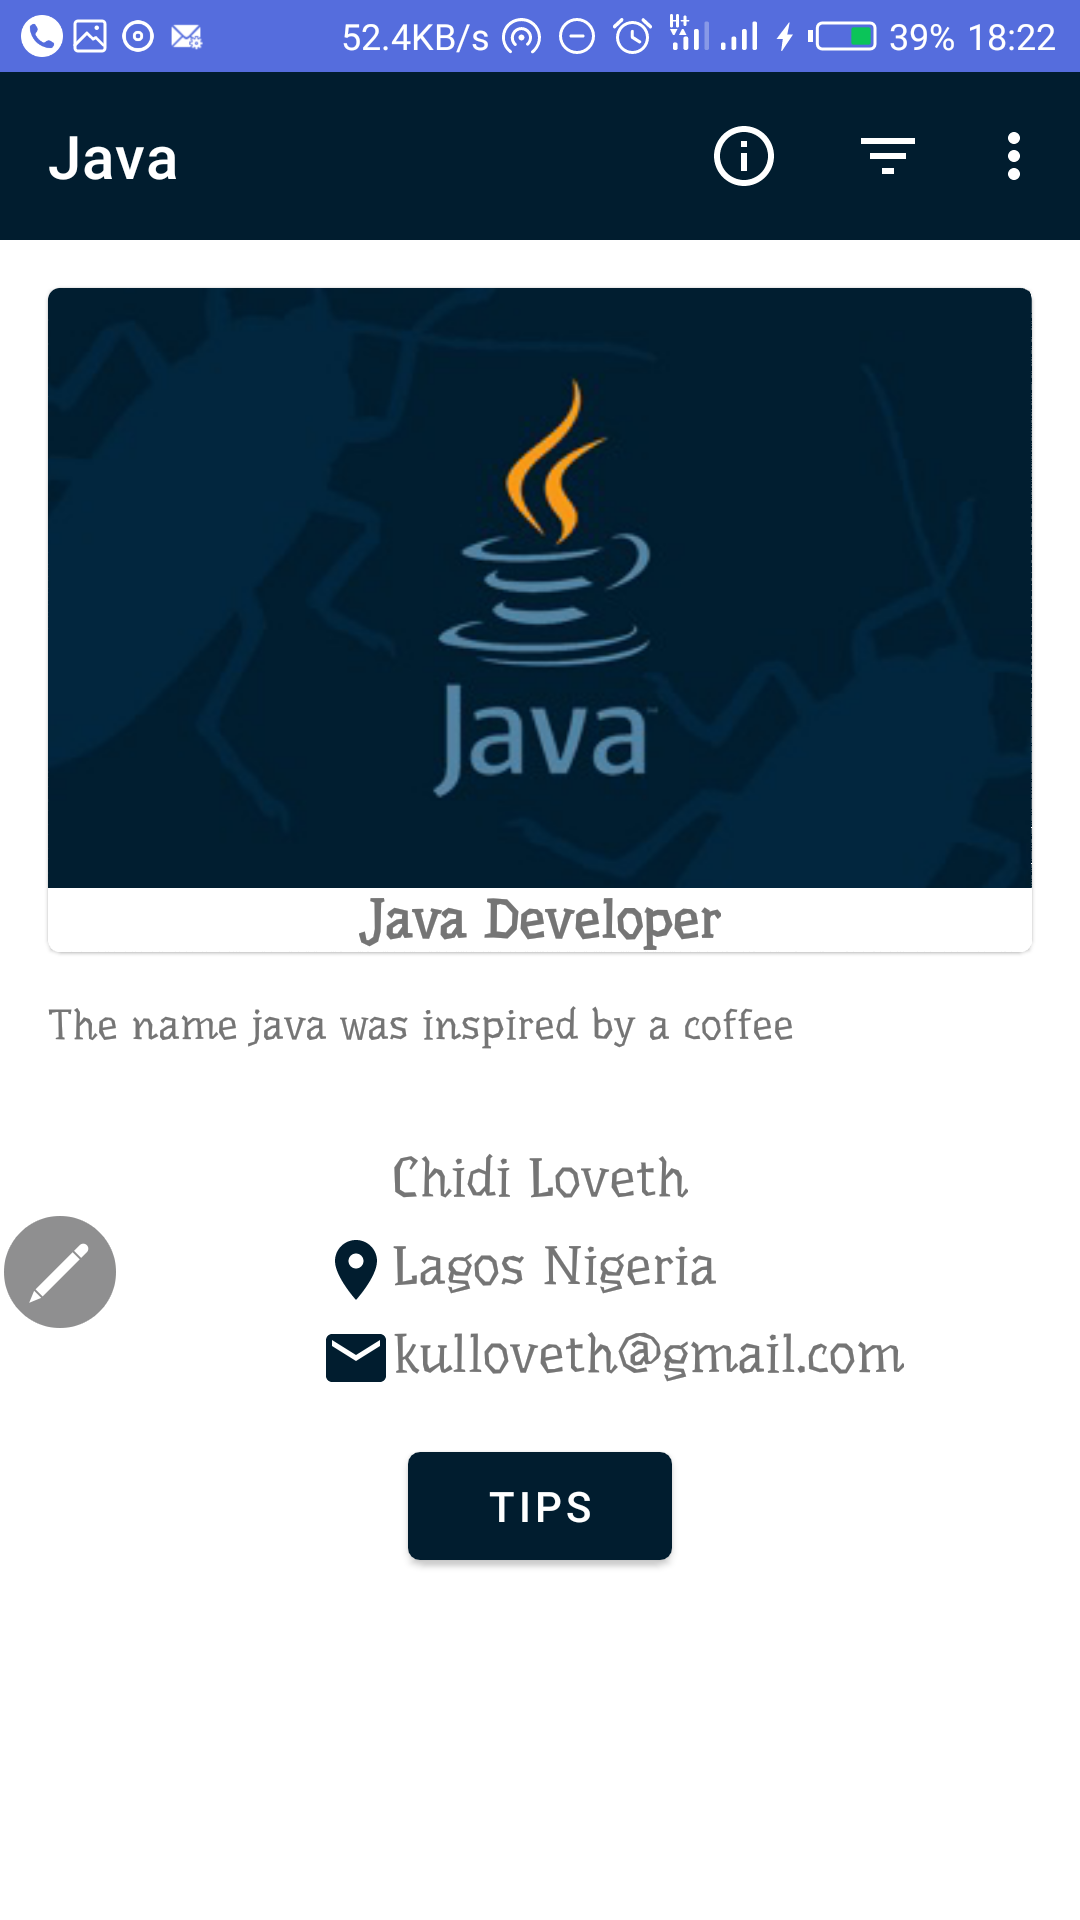 52.4KB/s H+ 39% 18:22
Java
Java™
Java Developer
The name java was inspired by a coffee
Chidi Loveth
Lagos Nigeria
kulloveth@gmail.com
TIPS